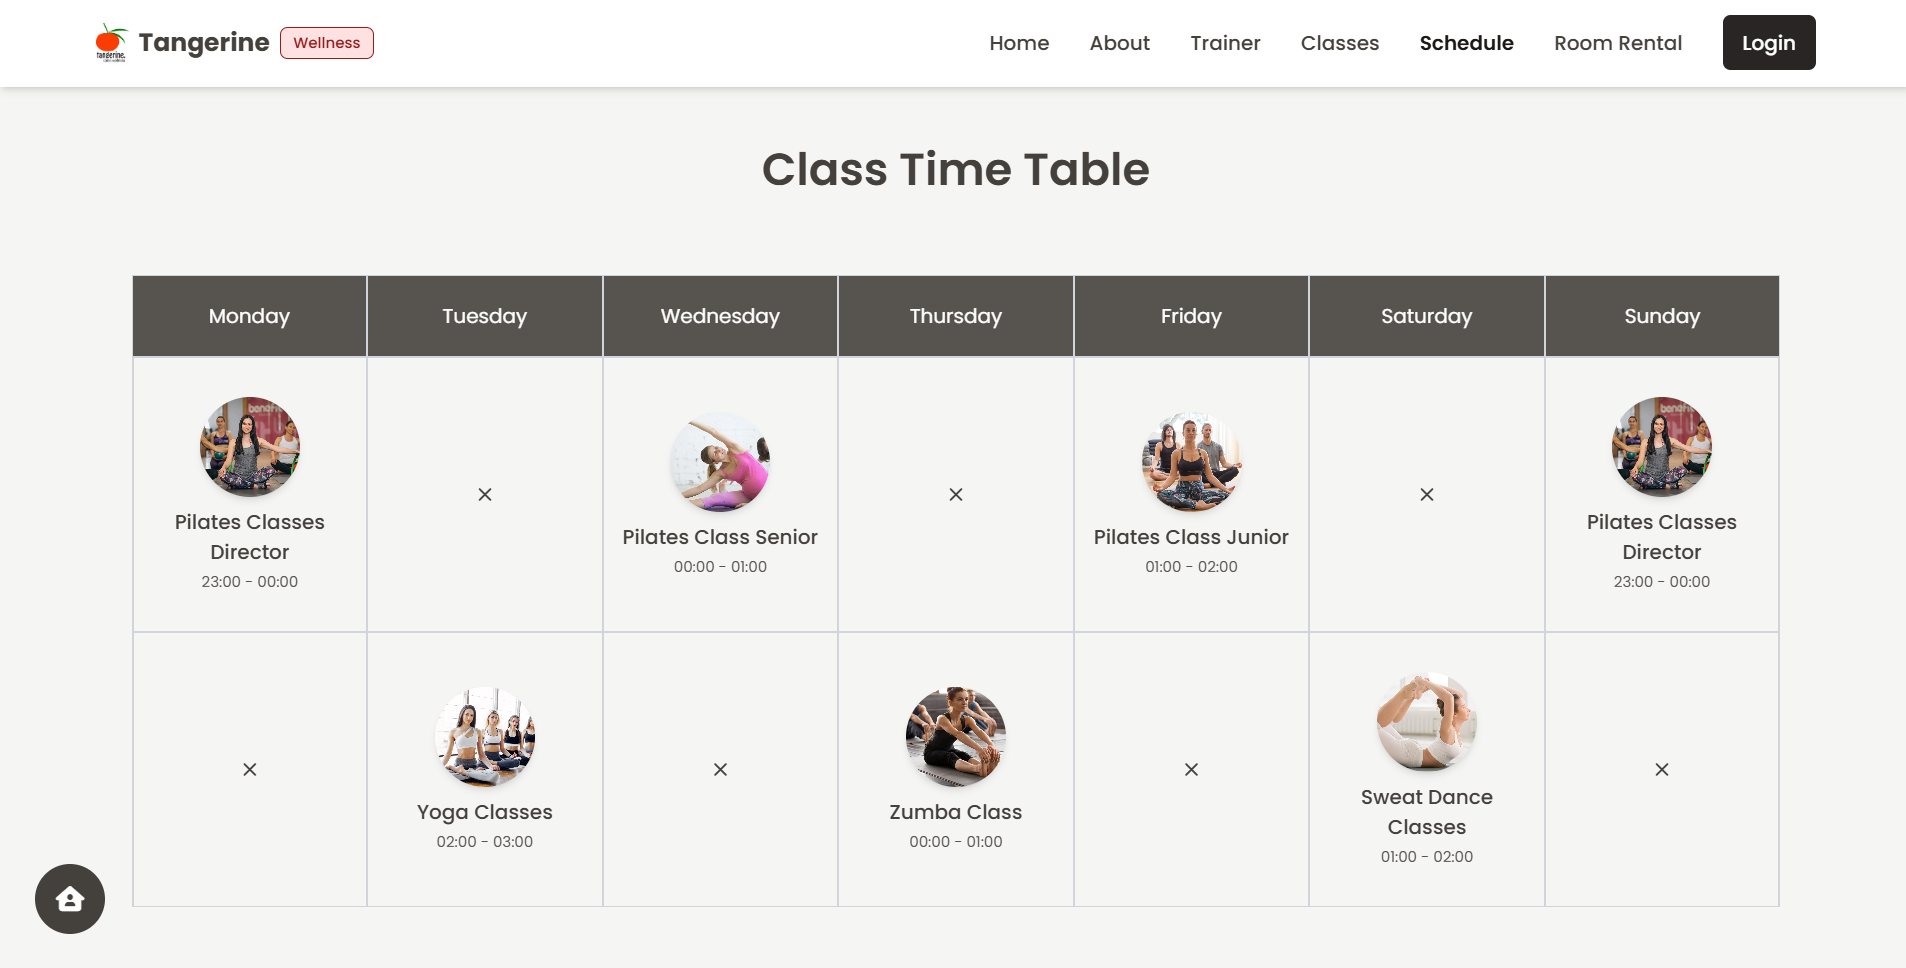 tangerine.
Tangerine
Wellness
Home
About
Trainer
Classes
Schedule
Room Rental
Login
Class Time Table
Monday
Tuesday
Wednesday
Thursday
Friday
Saturday
Sunday
Pilates Classes
Director
23:00 - 00:00
×
Pilates Class Senior
00:00 - 01:00
×
Pilates Class Junior
01:00 - 02:00
×
Pilates Classes
Director
23:00 - 00:00
×
Yoga Classes
02:00 - 03:00
×
Zumba Class
00:00 - 01:00
×
Sweat Dance
Classes
01:00 - 02:00
×